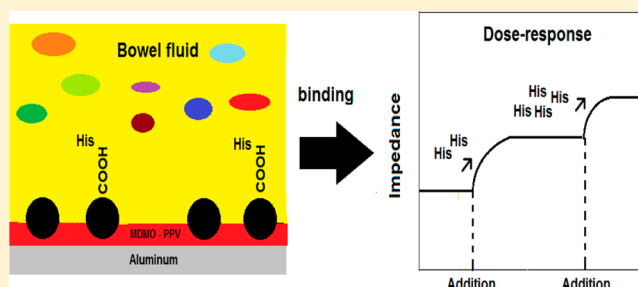 Bowel fluid
His
COOH
His
COOH
MDMO - PPV
Aluminum
binding
Dose-response
Impedance
His
His
His
His His
His His
Addition
Addition